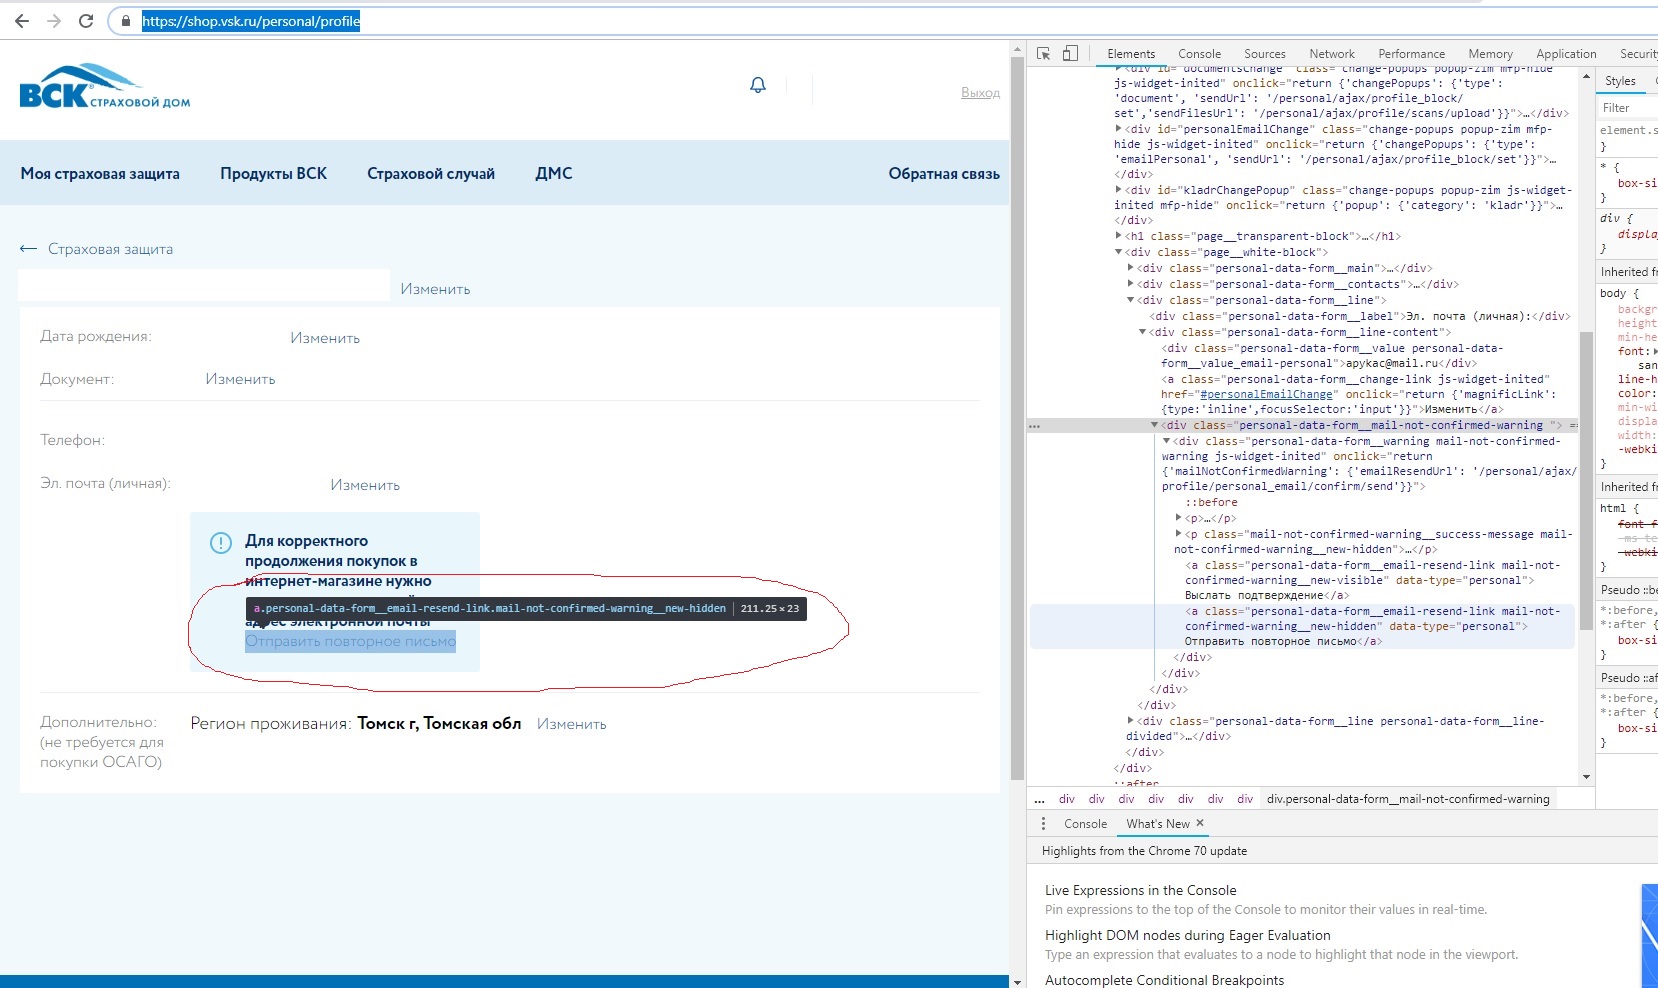 https://shop.vsk.ru/personal/profile
ВСК СТРАХОВОЙ ДОМ
Выход
Моя страховая защита
Продукты ВСК
Страховой случай
ДМС
Обратная связь
Страховая защита
Изменить
Дата рождения:
Изменить
Документ:
Изменить
Телефон:
Эл. почта (личная):
Изменить
Для корректного
продолжения покупок в
интернет-магазине нужно
a.personal-data-form__email-resend-link.mail-not-confirmed-warning__new-hidden 211.25×23
адрес электронной почты
Отправить повторное письмо
Дополнительно:
(не требуется для
покупки ОСАГО)
Регион проживания: Томск г, Томская обл
Изменить
Elements Console Sources Network Performance Memory Application Security
<div id="documentsChange" class="change-popups popup-zim mfp-hide
js-widget-inited" onclick="return {'changePopups': {'type':
'document', 'sendUrl': '/personal/ajax/profile_block/
set','sendFilesUrl': '/personal/ajax/profile/scans/upload'}}">…</div>
<div id="personalEmailChange" class="change-popups popup-zim mfp-
hide js-widget-inited" onclick="return {'changePopups': {'type':
'emailPersonal', 'sendUrl': '/personal/ajax/profile_block/set'}}">…
</div>
<div id="kladrChangePopup" class="change-popups popup-zim js-widget-
inited mfp-hide" onclick="return {'popup': {'category': 'kladr'}}">…
</div>
<h1 class="page__transparent-block">…</h1>
<div class="page__white-block">
<div class="personal-data-form__main">…</div>
<div class="personal-data-form__contacts">…</div>
<div class="personal-data-form__line">
<div class="personal-data-form__label">Эл. почта (личная):</div>
<div class="personal-data-form__line-content">
<div class="personal-data-form__value personal-data-
form__value_email-personal">apykac@mail.ru</div>
<a class="personal-data-form__change-link js-widget-inited"
href="#personalEmailChange" onclick="return {'magnificLink':
{type:'inline',focusSelector:'input'}}">Изменить</a>
… <div class="personal-data-form__mail-not-confirmed-warning "> ==
<div class="personal-data-form__warning mail-not-confirmed-
warning js-widget-inited" onclick="return
{'mailNotConfirmedWarning': {'emailResendUrl': '/personal/ajax/
profile/personal_email/confirm/send'}}">
::before
<p>…</p>
<p class="mail-not-confirmed-warning__success-message mail-
not-confirmed-warning__new-hidden">…</p>
<a class="personal-data-form__email-resend-link mail-not-
confirmed-warning__new-visible" data-type="personal">
Выслать подтверждение</a>
<a class="personal-data-form__email-resend-link mail-not-
confirmed-warning__new-hidden" data-type="personal">
Отправить повторное письмо</a>
</div>
</div>
</div>
</div>
<div class="personal-data-form__line personal-data-form__line-
divided">…</div>
</div>
</div>
::after
… div div div div div div div div.personal-data-form__mail-not-confirmed-warning
Console What's New ×
Highlights from the Chrome 70 update
Live Expressions in the Console
Pin expressions to the top of the Console to monitor their values in real-time.
Highlight DOM nodes during Eager Evaluation
Type an expression that evaluates to a node to highlight that node in the viewport.
Autocomplete Conditional Breakpoints
Styles
Filter
element.s
}
* {
box-si
}
div {
displa
}
Inherited fr
body {
backgr
height
min-he
font:
san
line-h
color:
min-wi
displa
width:
-webki
}
Inherited fr
html {
font-f
-ms-te
-webki
}
Pseudo ::be
*:before,
*:after {
box-si
}
Pseudo ::af
*:before,
*:after {
box-si
}